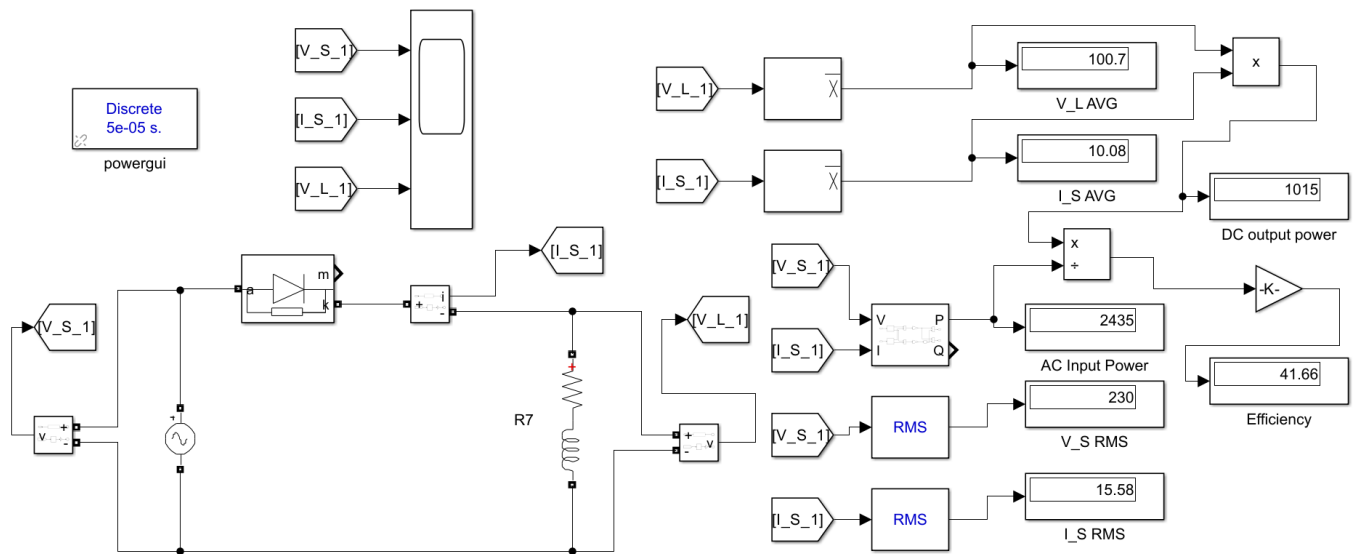 [V_S_1]
[I_S_1]
[V_L_1]
Discrete
5e-05 s.
powergui
[V_L_1]
x
100.7
V_L AVG
x
[I_S_1]
x
10.08
I_S AVG
1015
DC output power
[V_S_1]
m
a
k
i
+
-
[I_S_1]
[V_L_1]
R7
+
v
+
-
+
+
-
v
[V_S_1]
[I_S_1]
V
I
P
Q
x
÷
-K-
2435
AC Input Power
41.66
Efficiency
[V_S_1]
RMS
230
V_S RMS
[I_S_1]
RMS
15.58
I_S RMS